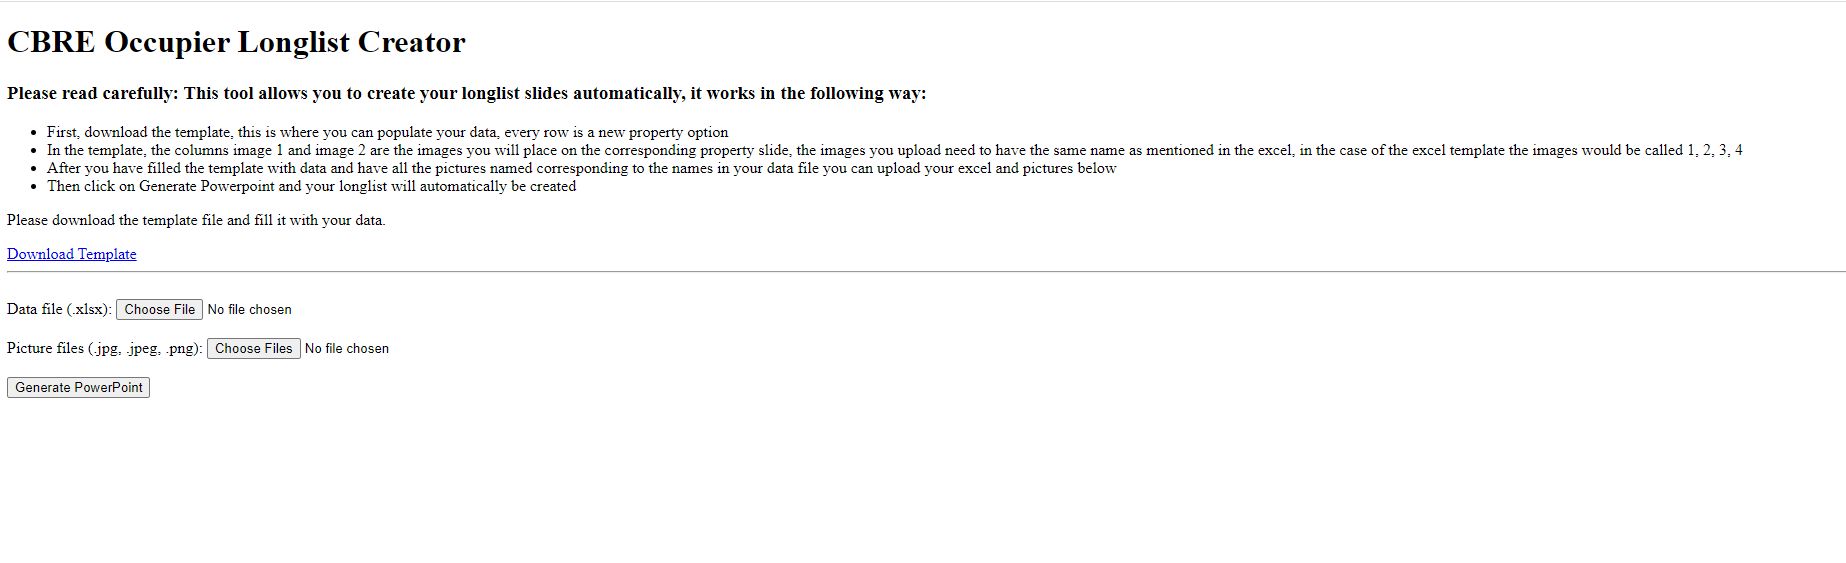 CBRE Occupier Longlist Creator
Please read carefully: This tool allows you to create your longlist slides automatically, it works in the following way:
• First, download the template, this is where you can populate your data, every row is a new property option
• In the template, the columns image 1 and image 2 are the images you will place on the corresponding property slide, the images you upload need to have the same name as mentioned in the excel, in the case of the excel template the images would be called 1, 2, 3, 4
• After you have filled the template with data and have all the pictures named corresponding to the names in your data file you can upload your excel and pictures below
• Then click on Generate Powerpoint and your longlist will automatically be created
Please download the template file and fill it with your data.
Download Template
Data file (.xlsx): Choose File No file chosen
Picture files (.jpg, .jpeg, .png): Choose Files No file chosen
Generate PowerPoint